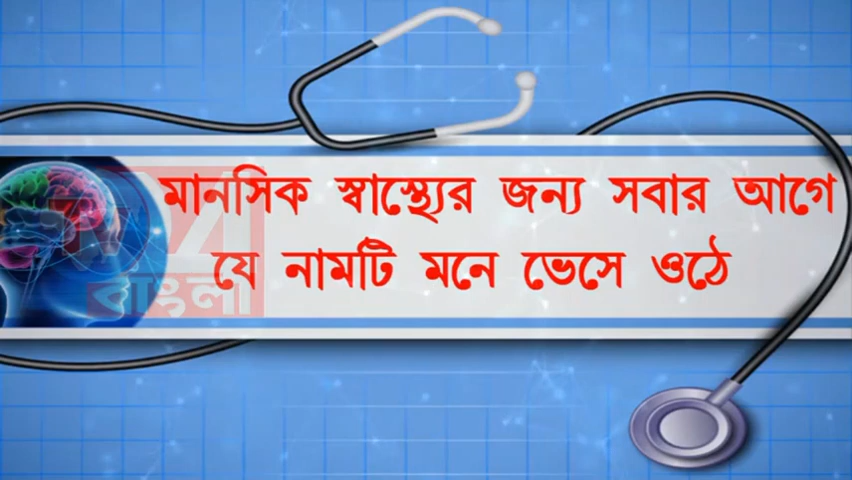 মানসিক স্বাস্থ্যের জন্য সবার আগে
যে নামটি মনে ভেসে ওঠে
বাংলা